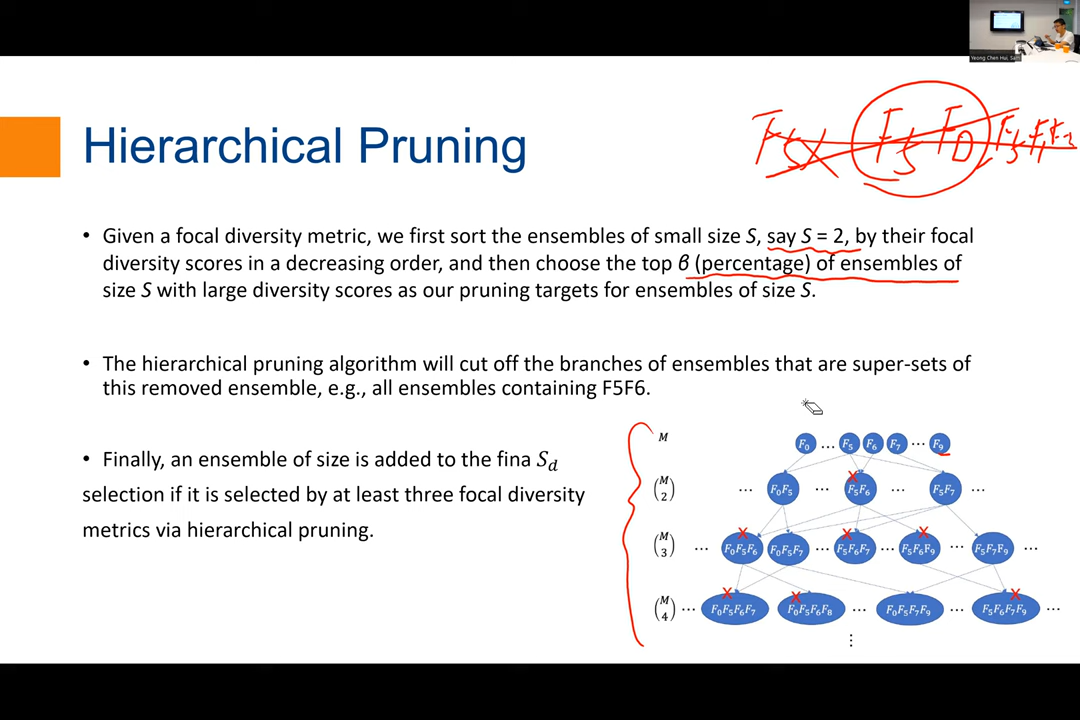 Yeong Chen Hui, Sam
Hierarchical Pruning
F5 F0
• Given a focal diversity metric, we first sort the ensembles of small size S, say S = 2, by their focal
diversity scores in a decreasing order, and then choose the top β (percentage) of ensembles of
size S with large diversity scores as our pruning targets for ensembles of size S.
• The hierarchical pruning algorithm will cut off the branches of ensembles that are super-sets of
this removed ensemble, e.g., all ensembles containing F5F6.
• Finally, an ensemble of size is added to the fina S_d
selection if it is selected by at least three focal diversity
metrics via hierarchical pruning.
M F₀ … F₅ F₆ F₇ … F₉
(M 2) … F₀F₅ … X F₅F₆ … F₅F₇ …
(M 3) … X F₀F₅F₆ F₀F₅F₇ … X F₅F₆F₇ … X F₅F₆F₉ … F₅F₇F₉ …
(M 4) … X F₀F₅F₆F₇ X F₀F₅F₆F₈ … F₀F₅F₇F₉ … X F₅F₆F₇F₉ …
⋮